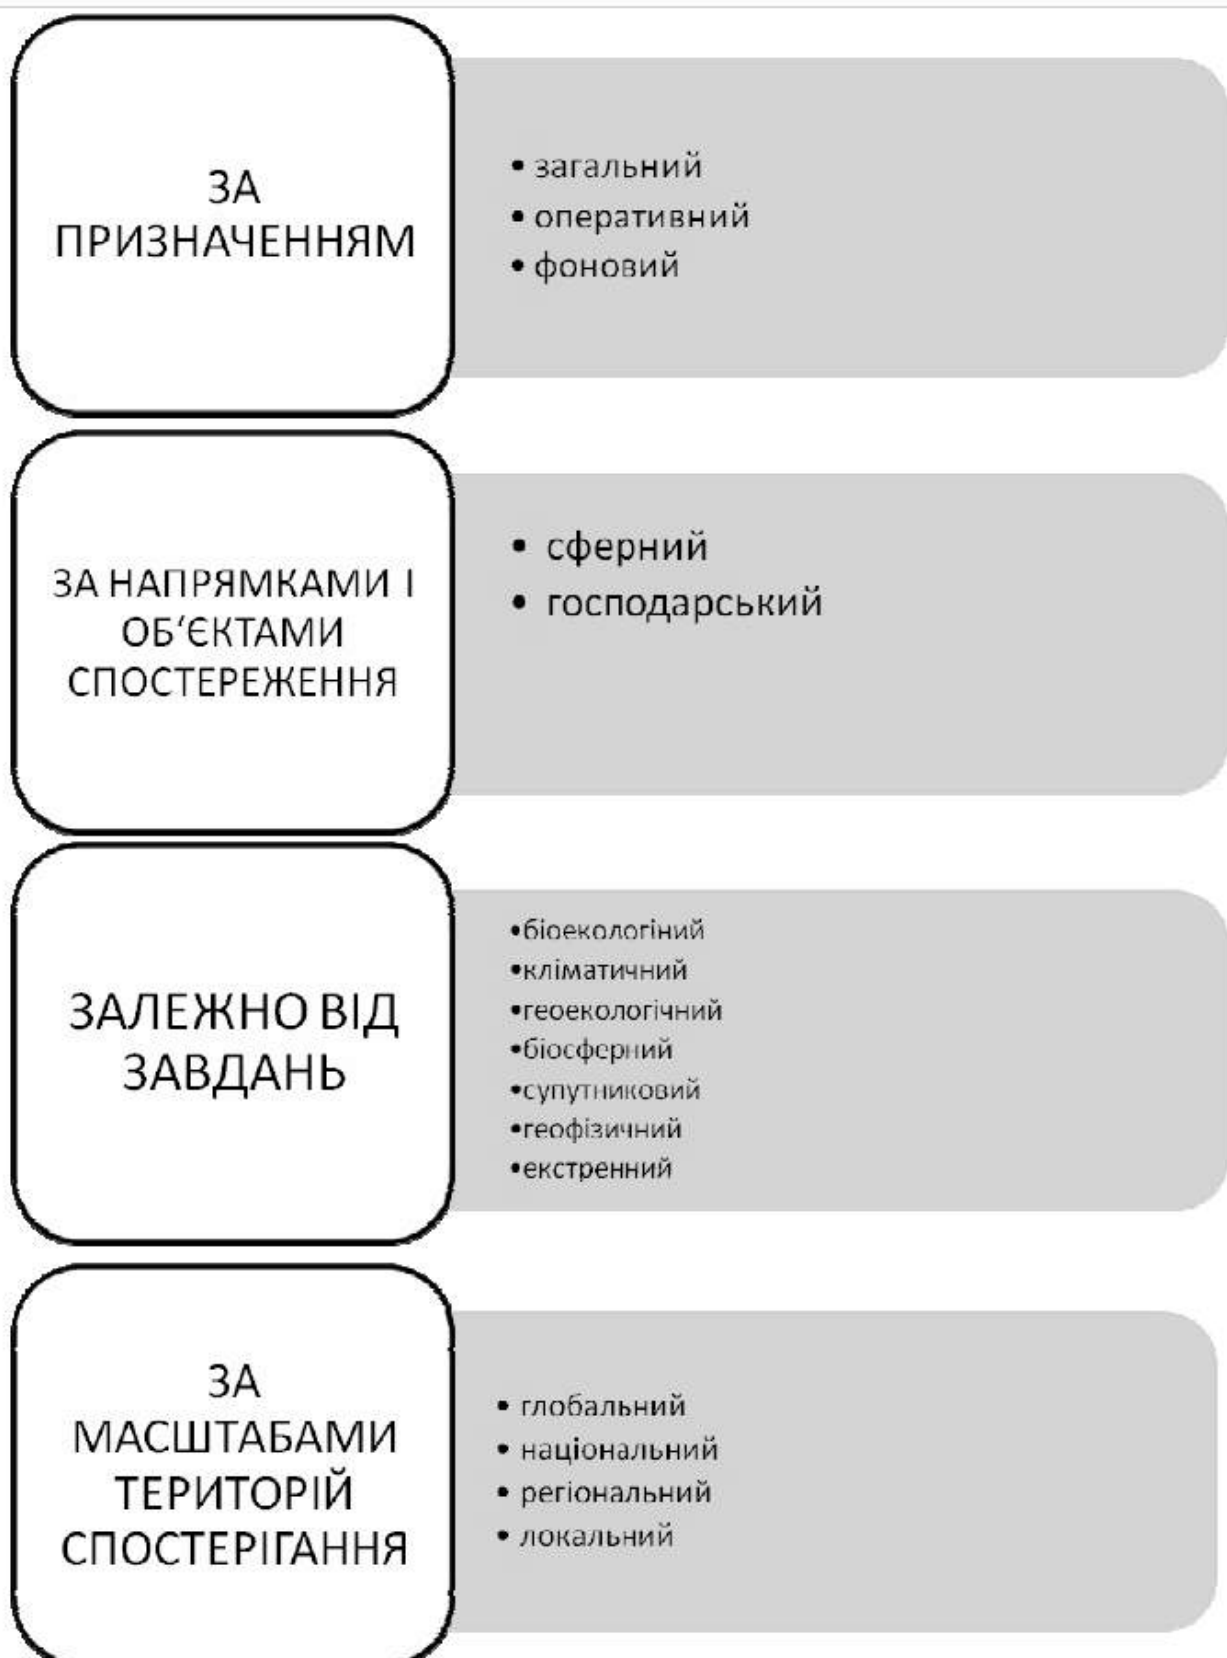 ЗА
ПРИЗНАЧЕННЯМ
• загальний
• оперативний
• фоновий
ЗА НАПРЯМКАМИ І
ОБ‘ЄКТАМИ
СПОСТЕРЕЖЕННЯ
• сферний
• господарський
ЗАЛЕЖНО ВІД
ЗАВДАНЬ
•біоекологіний
•кліматичний
•геоекологічний
•біосферний
•супутниковий
•геофізичний
•екстренний
ЗА
МАСШТАБАМИ
ТЕРИТОРІЙ
СПОСТЕРІГАННЯ
• глобальний
• національний
• регіональний
• локальний